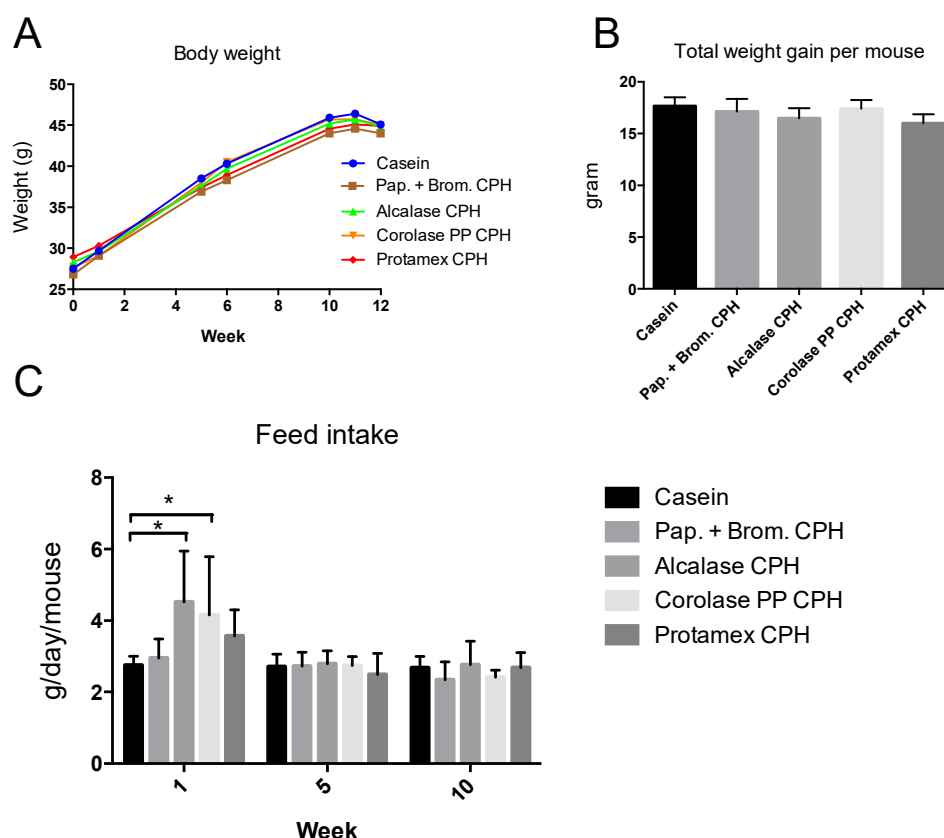 A
Body weight
Weight (g)
50
45
40
35
30
25
0 2 4 6 8 10 12
Week
Casein
Pap. + Brom. CPH
Alcalase CPH
Corolase PP CPH
Protamex CPH
B
Total weight gain per mouse
gram
20
15
10
5
0
Casein
Pap. + Brom. CPH
Alcalase CPH
Corolase PP CPH
Protamex CPH
C
Feed intake
g/day/mouse
8
6
4
2
0
*
*
1 5 10
Week
Casein
Pap. + Brom. CPH
Alcalase CPH
Corolase PP CPH
Protamex CPH